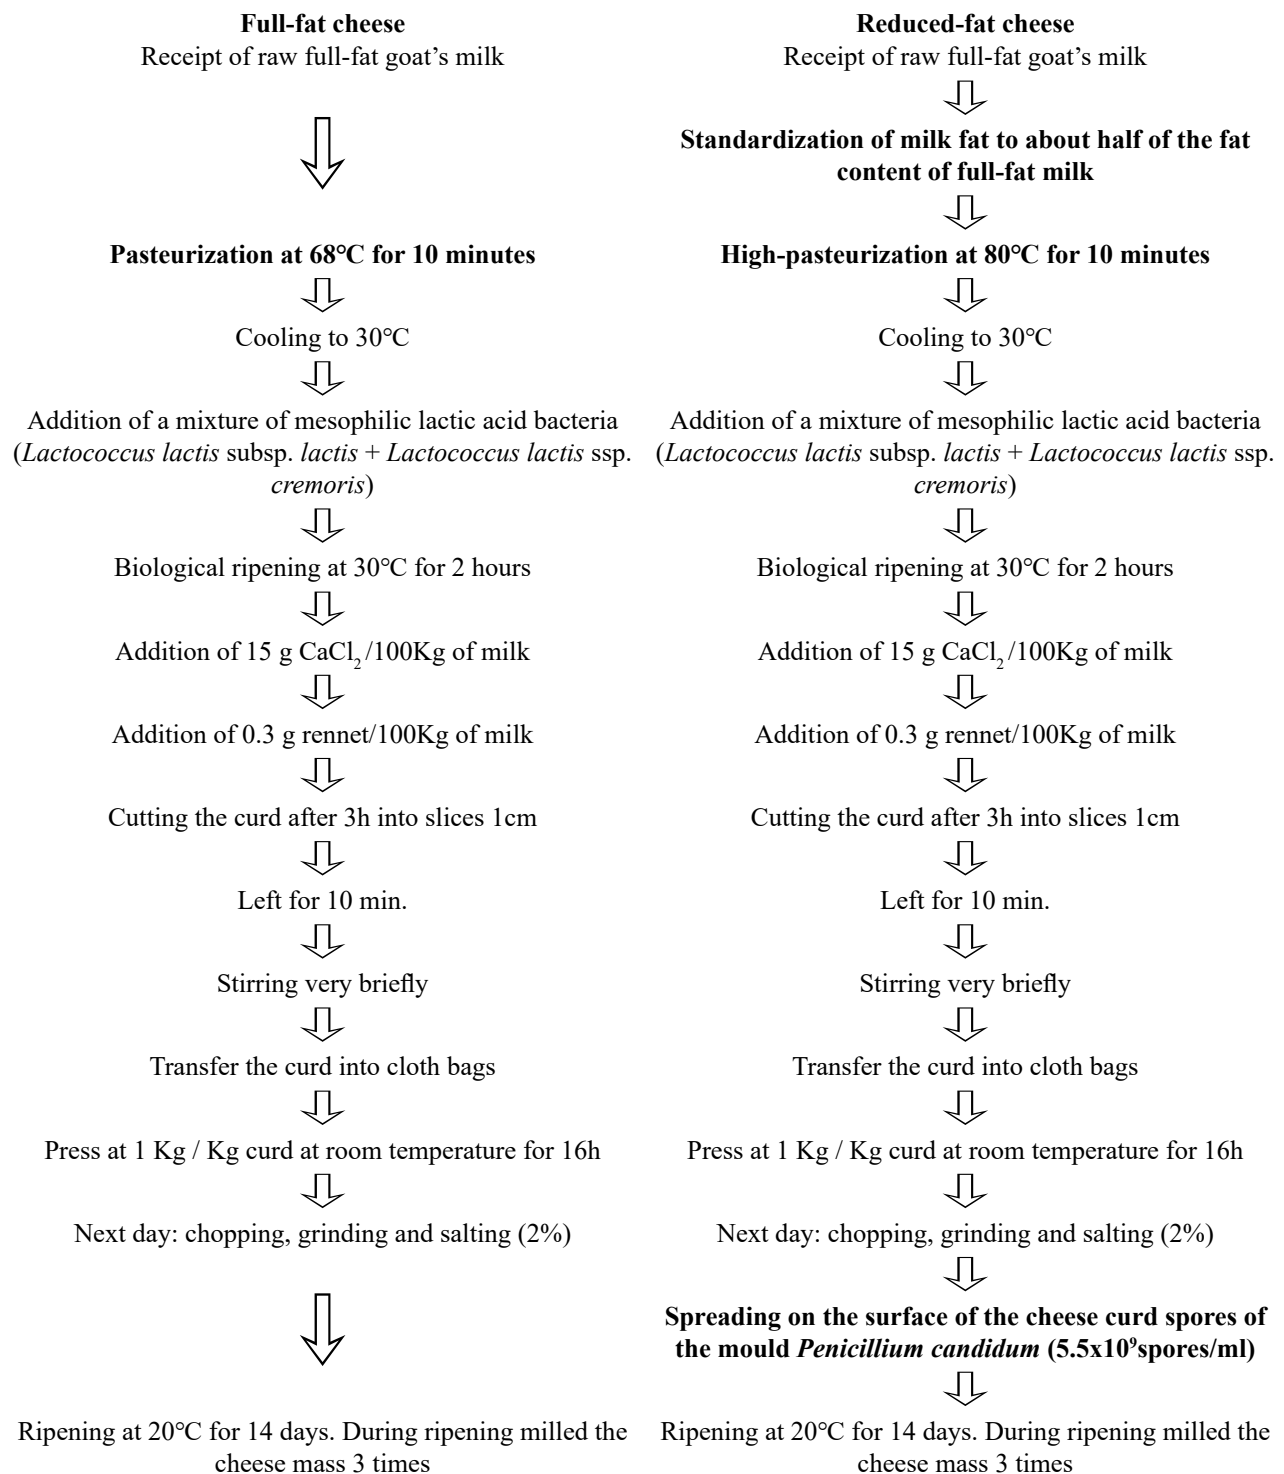 Full-fat cheese
Receipt of raw full-fat goat’s milk
Pasteurization at 68°C for 10 minutes
Cooling to 30°C
Addition of a mixture of mesophilic lactic acid bacteria
(Lactococcus lactis subsp. lactis + Lactococcus lactis ssp.
cremoris)
Biological ripening at 30°C for 2 hours
Addition of 15 g CaCl₂/100Kg of milk
Addition of 0.3 g rennet/100Kg of milk
Cutting the curd after 3h into slices 1cm
Left for 10 min.
Stirring very briefly
Transfer the curd into cloth bags
Press at 1 Kg / Kg curd at room temperature for 16h
Next day: chopping, grinding and salting (2%)
Ripening at 20°C for 14 days. During ripening milled the
cheese mass 3 times
Reduced-fat cheese
Receipt of raw full-fat goat’s milk
Standardization of milk fat to about half of the fat
content of full-fat milk
High-pasteurization at 80°C for 10 minutes
Cooling to 30°C
Addition of a mixture of mesophilic lactic acid bacteria
(Lactococcus lactis subsp. lactis + Lactococcus lactis ssp.
cremoris)
Biological ripening at 30°C for 2 hours
Addition of 15 g CaCl₂/100Kg of milk
Addition of 0.3 g rennet/100Kg of milk
Cutting the curd after 3h into slices 1cm
Left for 10 min.
Stirring very briefly
Transfer the curd into cloth bags
Press at 1 Kg / Kg curd at room temperature for 16h
Next day: chopping, grinding and salting (2%)
Spreading on the surface of the cheese curd spores of
the mould Penicillium candidum (5.5x10⁹spores/ml)
Ripening at 20°C for 14 days. During ripening milled the
cheese mass 3 times